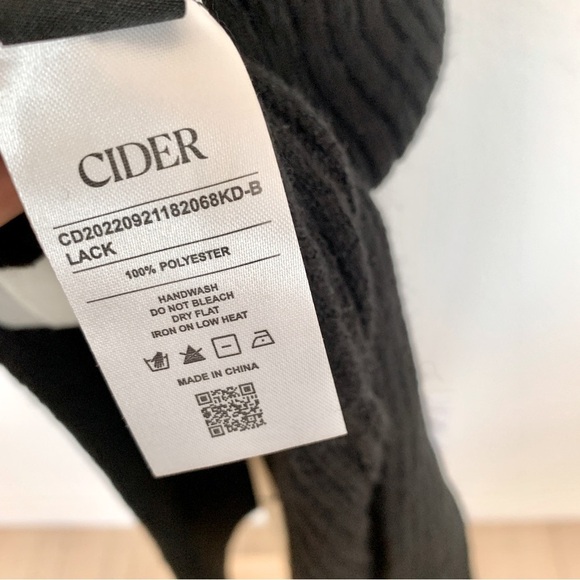 CIDER
CD20220921182068KD-B
LACK
100% POLYESTER
HANDWASH
DO NOT BLEACH
DRY FLAT
IRON ON LOW HEAT
MADE IN CHINA